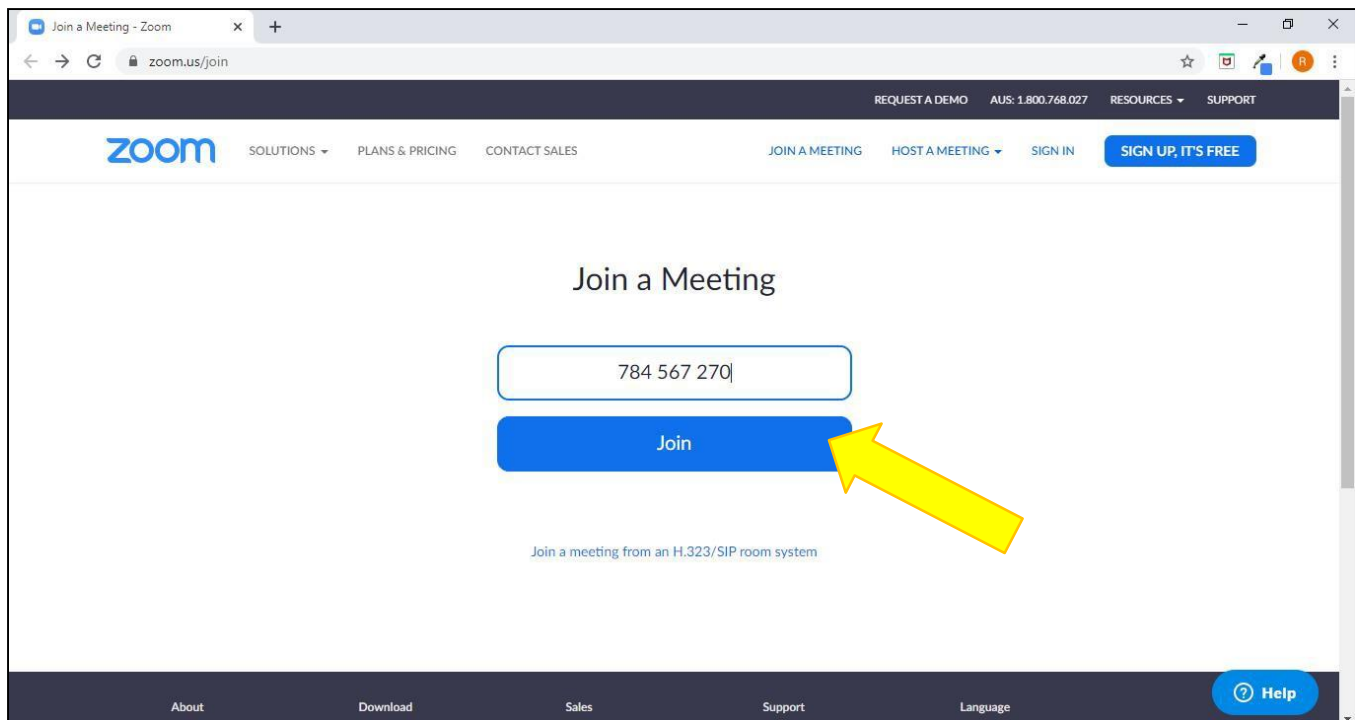 Join a Meeting - Zoom
zoom.us/join
R
REQUEST A DEMO AUS: 1.800.768.027 RESOURCES SUPPORT
zoom SOLUTIONS PLANS & PRICING CONTACT SALES JOIN A MEETING HOST A MEETING SIGN IN SIGN UP, IT'S FREE
Join a Meeting
784 567 270
Join
Join a meeting from an H.323/SIP room system
Help
About Download Sales Support Language